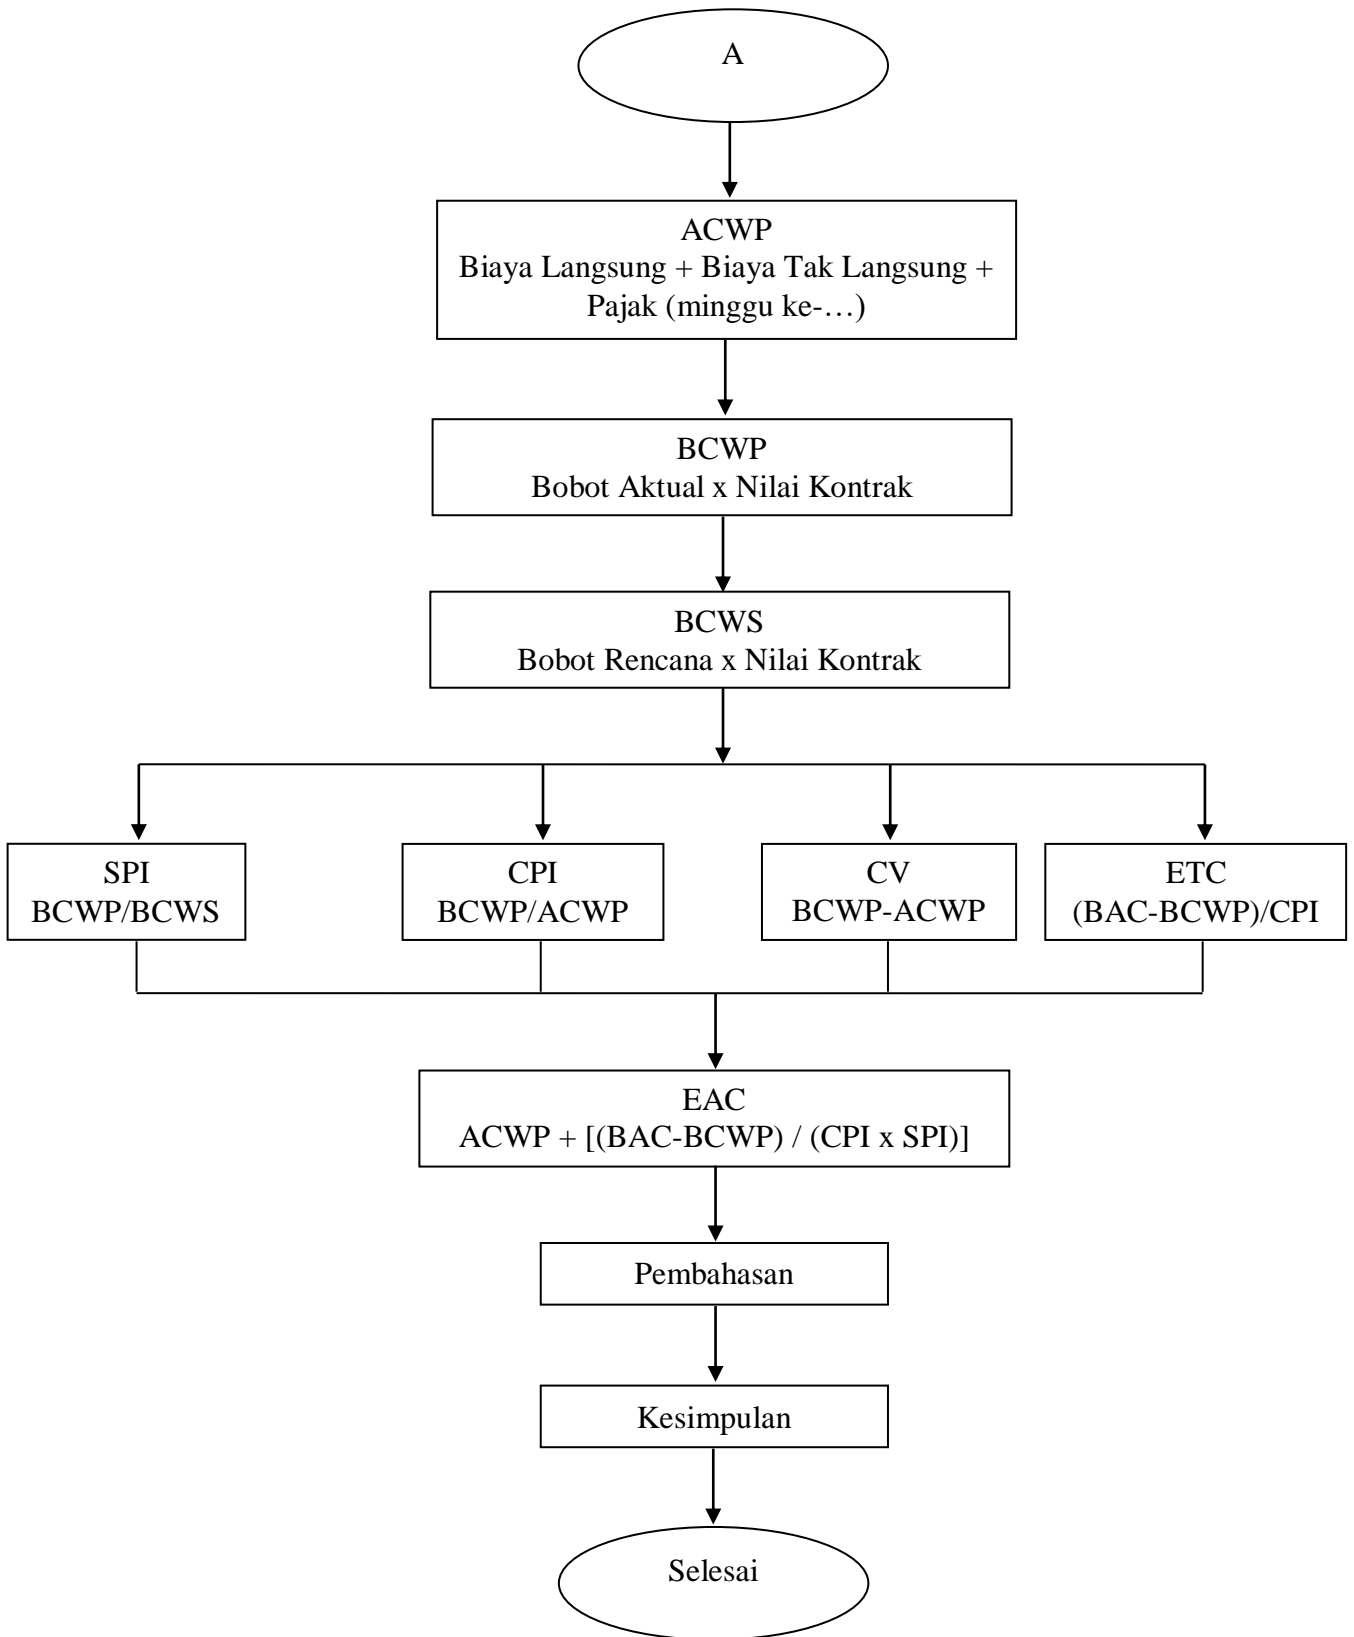 A
ACWP
Biaya Langsung + Biaya Tak Langsung +
Pajak (minggu ke-…)
BCWP
Bobot Aktual x Nilai Kontrak
BCWS
Bobot Rencana x Nilai Kontrak
SPI
BCWP/BCWS
CPI
BCWP/ACWP
CV
BCWP-ACWP
ETC
(BAC-BCWP)/CPI
EAC
ACWP + [(BAC-BCWP) / (CPI x SPI)]
Pembahasan
Kesimpulan
Selesai